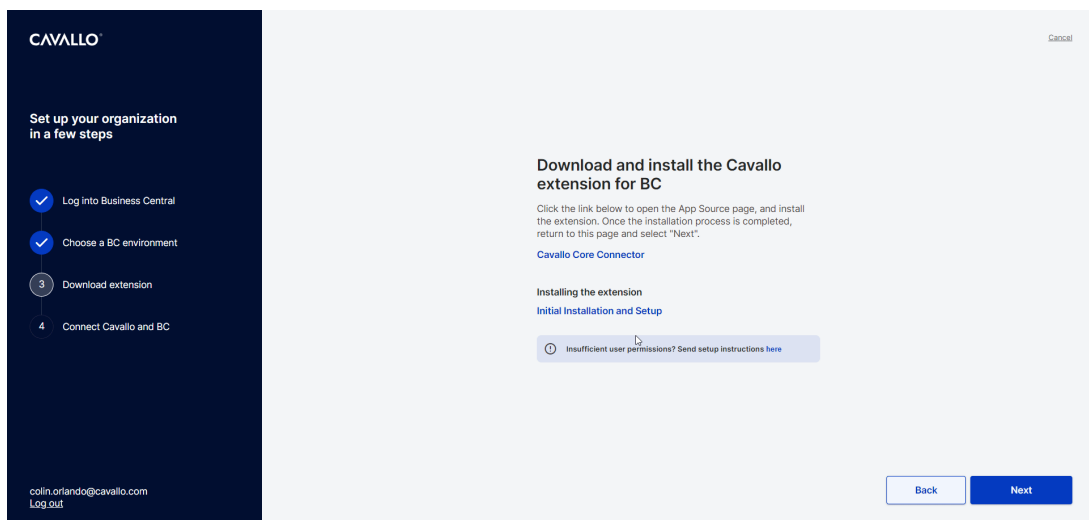 CAVALLO®
Cancel
Set up your organization
in a few steps
Log into Business Central
Choose a BC environment
3 Download extension
4 Connect Cavallo and BC
Download and install the Cavallo
extension for BC
Click the link below to open the App Source page, and install
the extension. Once the installation process is completed,
return to this page and select "Next".
Cavallo Core Connector
Installing the extension
Initial Installation and Setup
Insufficient user permissions? Send setup instructions here
colin.orlando@cavallo.com
Log out
Back
Next